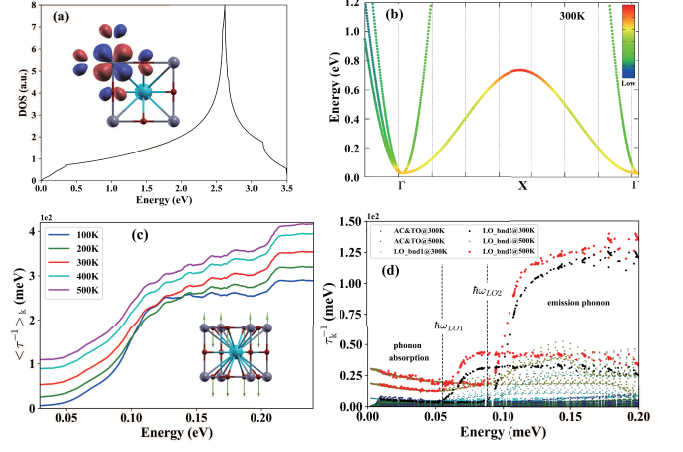 (a)
DOS (a.u.)
8
7
6
5
4
3
2
1
0
0.0 0.5 1.0 1.5 2.0 2.5 3.0 3.5
Energy (eV)
(b)
300K
Low
Energy (eV)
1.2
1.0
0.8
0.6
0.4
0.2
0.0
Γ X Γ
1e2
(c)
100K
200K
300K
400K
500K
< τ⁻¹ >ᵢₖ (meV)
4
3
2
1
0
0.05 0.10 0.15 0.20
Energy (eV)
1e2
(d)
AC&TO@300K LO_bnd!@300K
AC&TO@500K LO_bnd!@500K
LO_bnd1@300K LO_bnd!@500K
ħω_LO2
ħω_LO1
phonon
absorption
emission phonon
τ⁻¹ᵢₖ (meV)
1.50
1.25
1.00
0.75
0.50
0.25
0.00
0.00 0.05 0.10 0.15 0.20
Energy (meV)